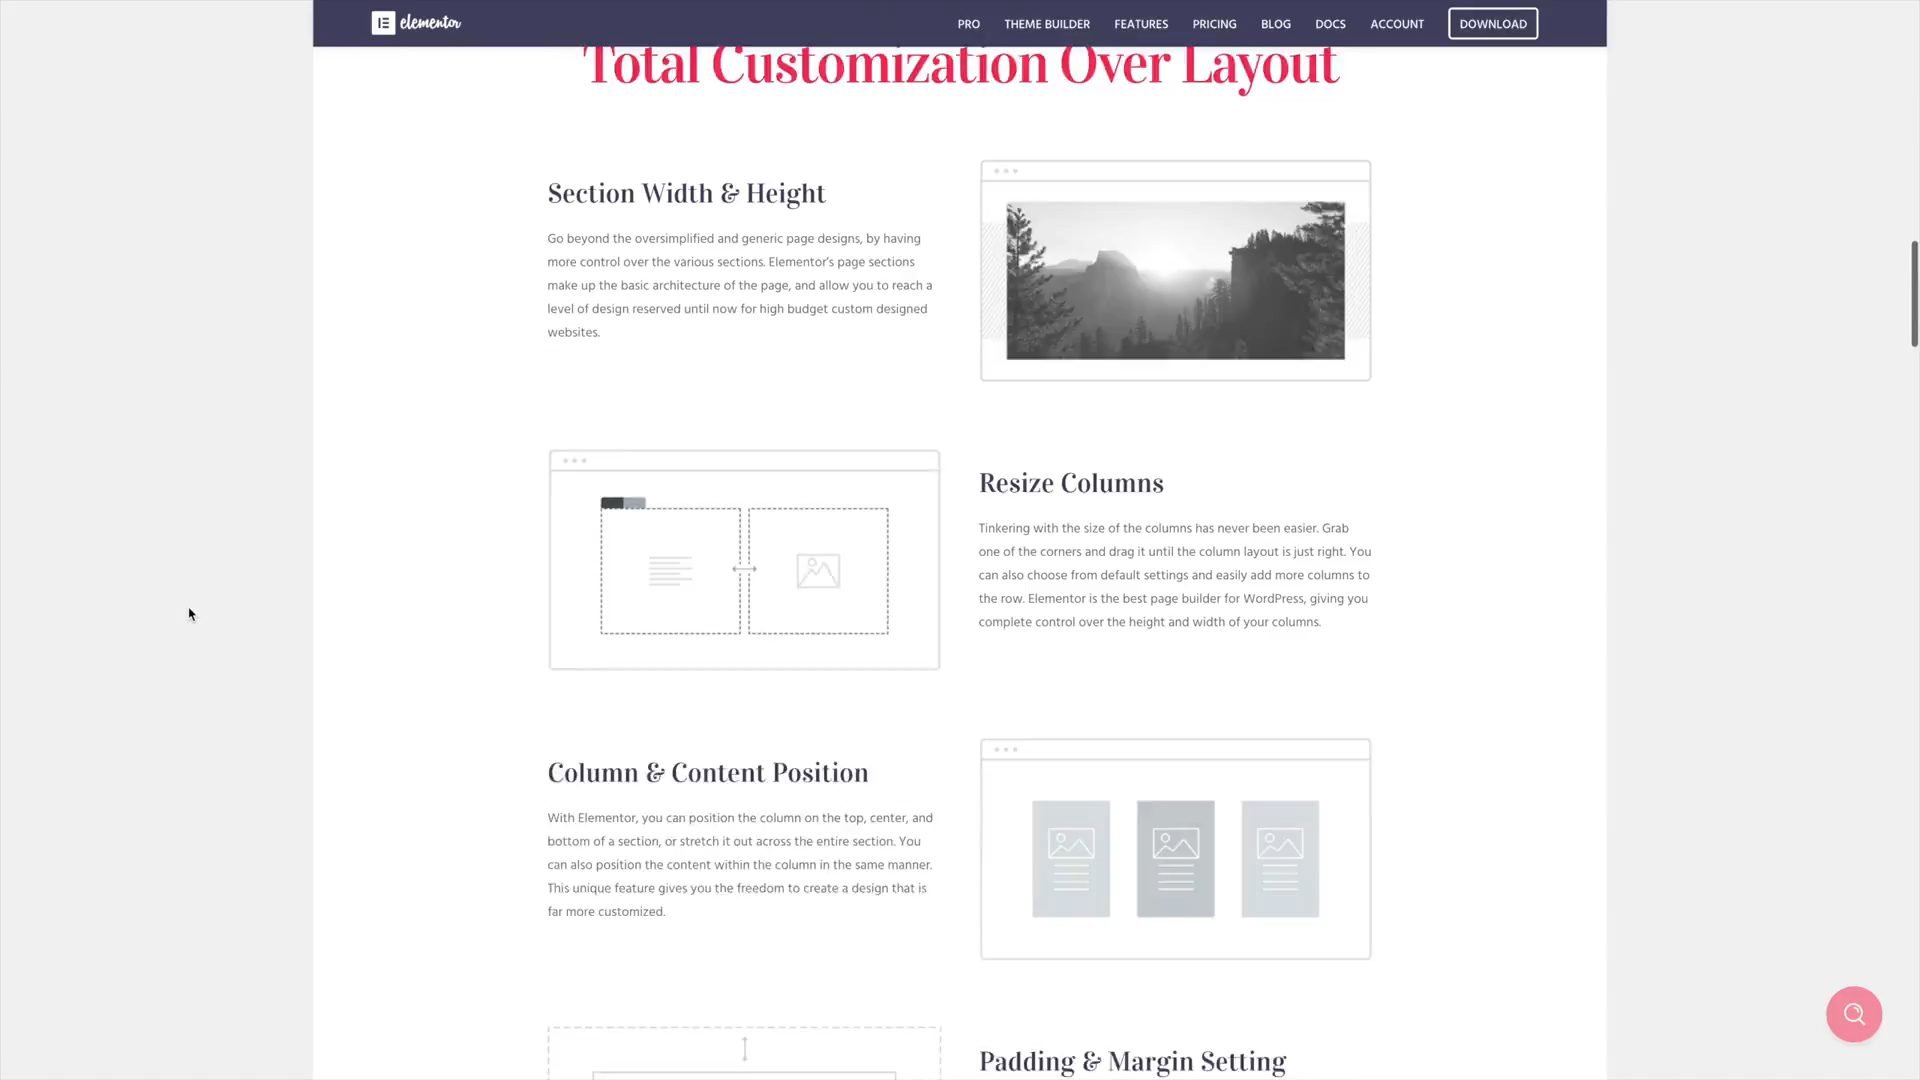 elementor
PRO THEME BUILDER FEATURES PRICING BLOG DOCS ACCOUNT DOWNLOAD
Total Customization Over Layout
Section Width & Height
Go beyond the oversimplified and generic page designs, by having
more control over the various sections. Elementor's page sections
make up the basic architecture of the page, and allow you to reach a
level of design reserved until now for high budget custom designed
websites.
Resize Columns
Tinkering with the size of the columns has never been easier. Grab
one of the corners and drag it until the column layout is just right. You
can also choose from default settings and easily add more columns to
the row. Elementor is the best page builder for WordPress, giving you
complete control over the height and width of your columns.
Column & Content Position
With Elementor, you can position the column on the top, center, and
bottom of a section, or stretch it out across the entire section. You
can also position the content within the column in the same manner.
This unique feature gives you the freedom to create a design that is
far more customized.
Padding & Margin Setting